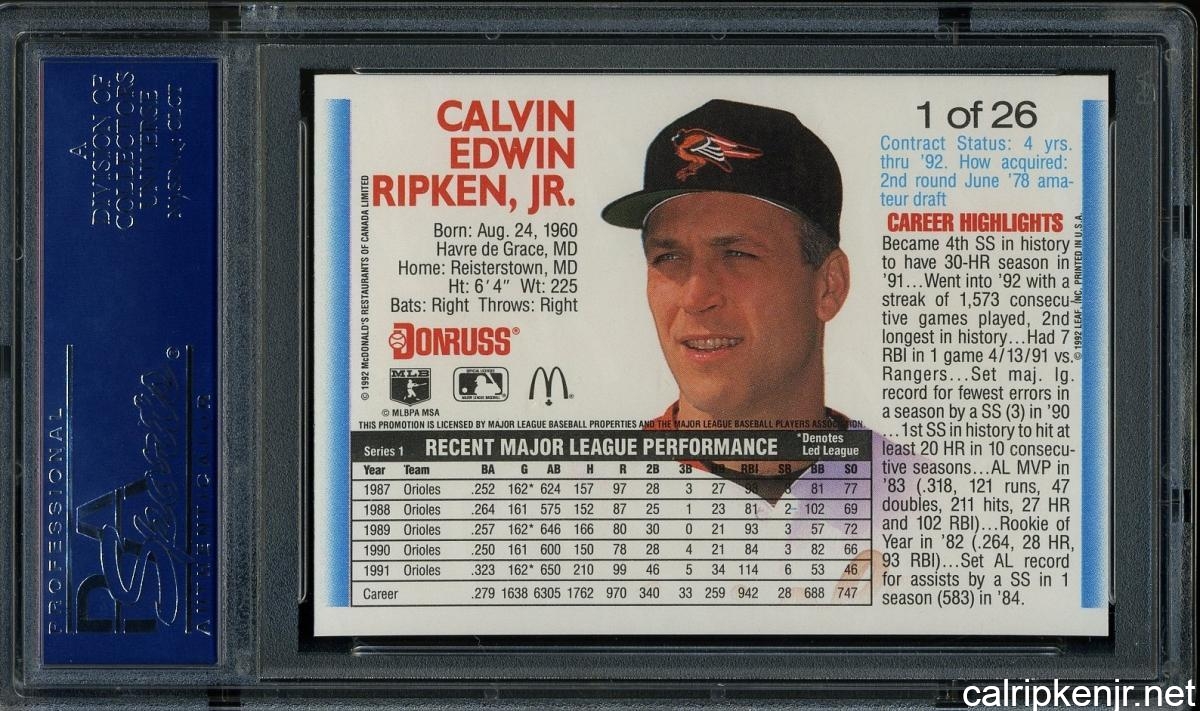 A
DIVISION OF
COLLECTORS
UNIVERSE
NASDAQ: CLCT
PROFESSIONAL
PSA
Sports
AUTHENTICATOR
CALVIN
EDWIN
RIPKEN, JR.
Born: Aug. 24, 1960
Havre de Grace, MD
Home: Reisterstown, MD
Ht: 6'4" Wt: 225
Bats: Right Throws: Right
DONRUSS®
MLB
OFFICIAL LICENSEE
MAJOR LEAGUE BASEBALL
© MLBPA MSA
© 1992 McDONALD'S RESTAURANTS OF CANADA LIMITED
THIS PROMOTION IS LICENSED BY MAJOR LEAGUE BASEBALL PROPERTIES AND THE MAJOR LEAGUE BASEBALL PLAYERS ASSOCIATION.
1 of 26
Contract Status: 4 yrs.
thru '92. How acquired:
2nd round June '78 ama-
teur draft
CAREER HIGHLIGHTS
Became 4th SS in history
to have 30-HR season in
'91...Went into '92 with a
streak of 1,573 consecu-
tive games played, 2nd
longest in history...Had 7
RBI in 1 game 4/13/91 vs.
Rangers...Set maj. lg.
record for fewest errors in
a season by a SS (3) in '90
...1st SS in history to hit at
least 20 HR in 10 consecu-
tive seasons...AL MVP in
'83 (.318, 121 runs, 47
doubles, 211 hits, 27 HR
and 102 RBI)...Rookie of
Year in '82 (.264, 28 HR,
93 RBI)...Set AL record
for assists by a SS in 1
season (583) in '84.
© 1992 LEAF, INC. PRINTED IN U.S.A.
Series 1 RECENT MAJOR LEAGUE PERFORMANCE *Denotes Led League
Year Team BA G AB H R 2B 3B HR RBI SB BB SO
1987 Orioles .252 162* 624 157 97 28 3 27 98 3 81 77
1988 Orioles .264 161 575 152 87 25 1 23 81 2 102 69
1989 Orioles .257 162* 646 166 80 30 0 21 93 3 57 72
1990 Orioles .250 161 600 150 78 28 4 21 84 3 82 66
1991 Orioles .323 162* 650 210 99 46 5 34 114 6 53 46
Career .279 1638 6305 1762 970 340 33 259 942 28 688 747
calripkenjr.net